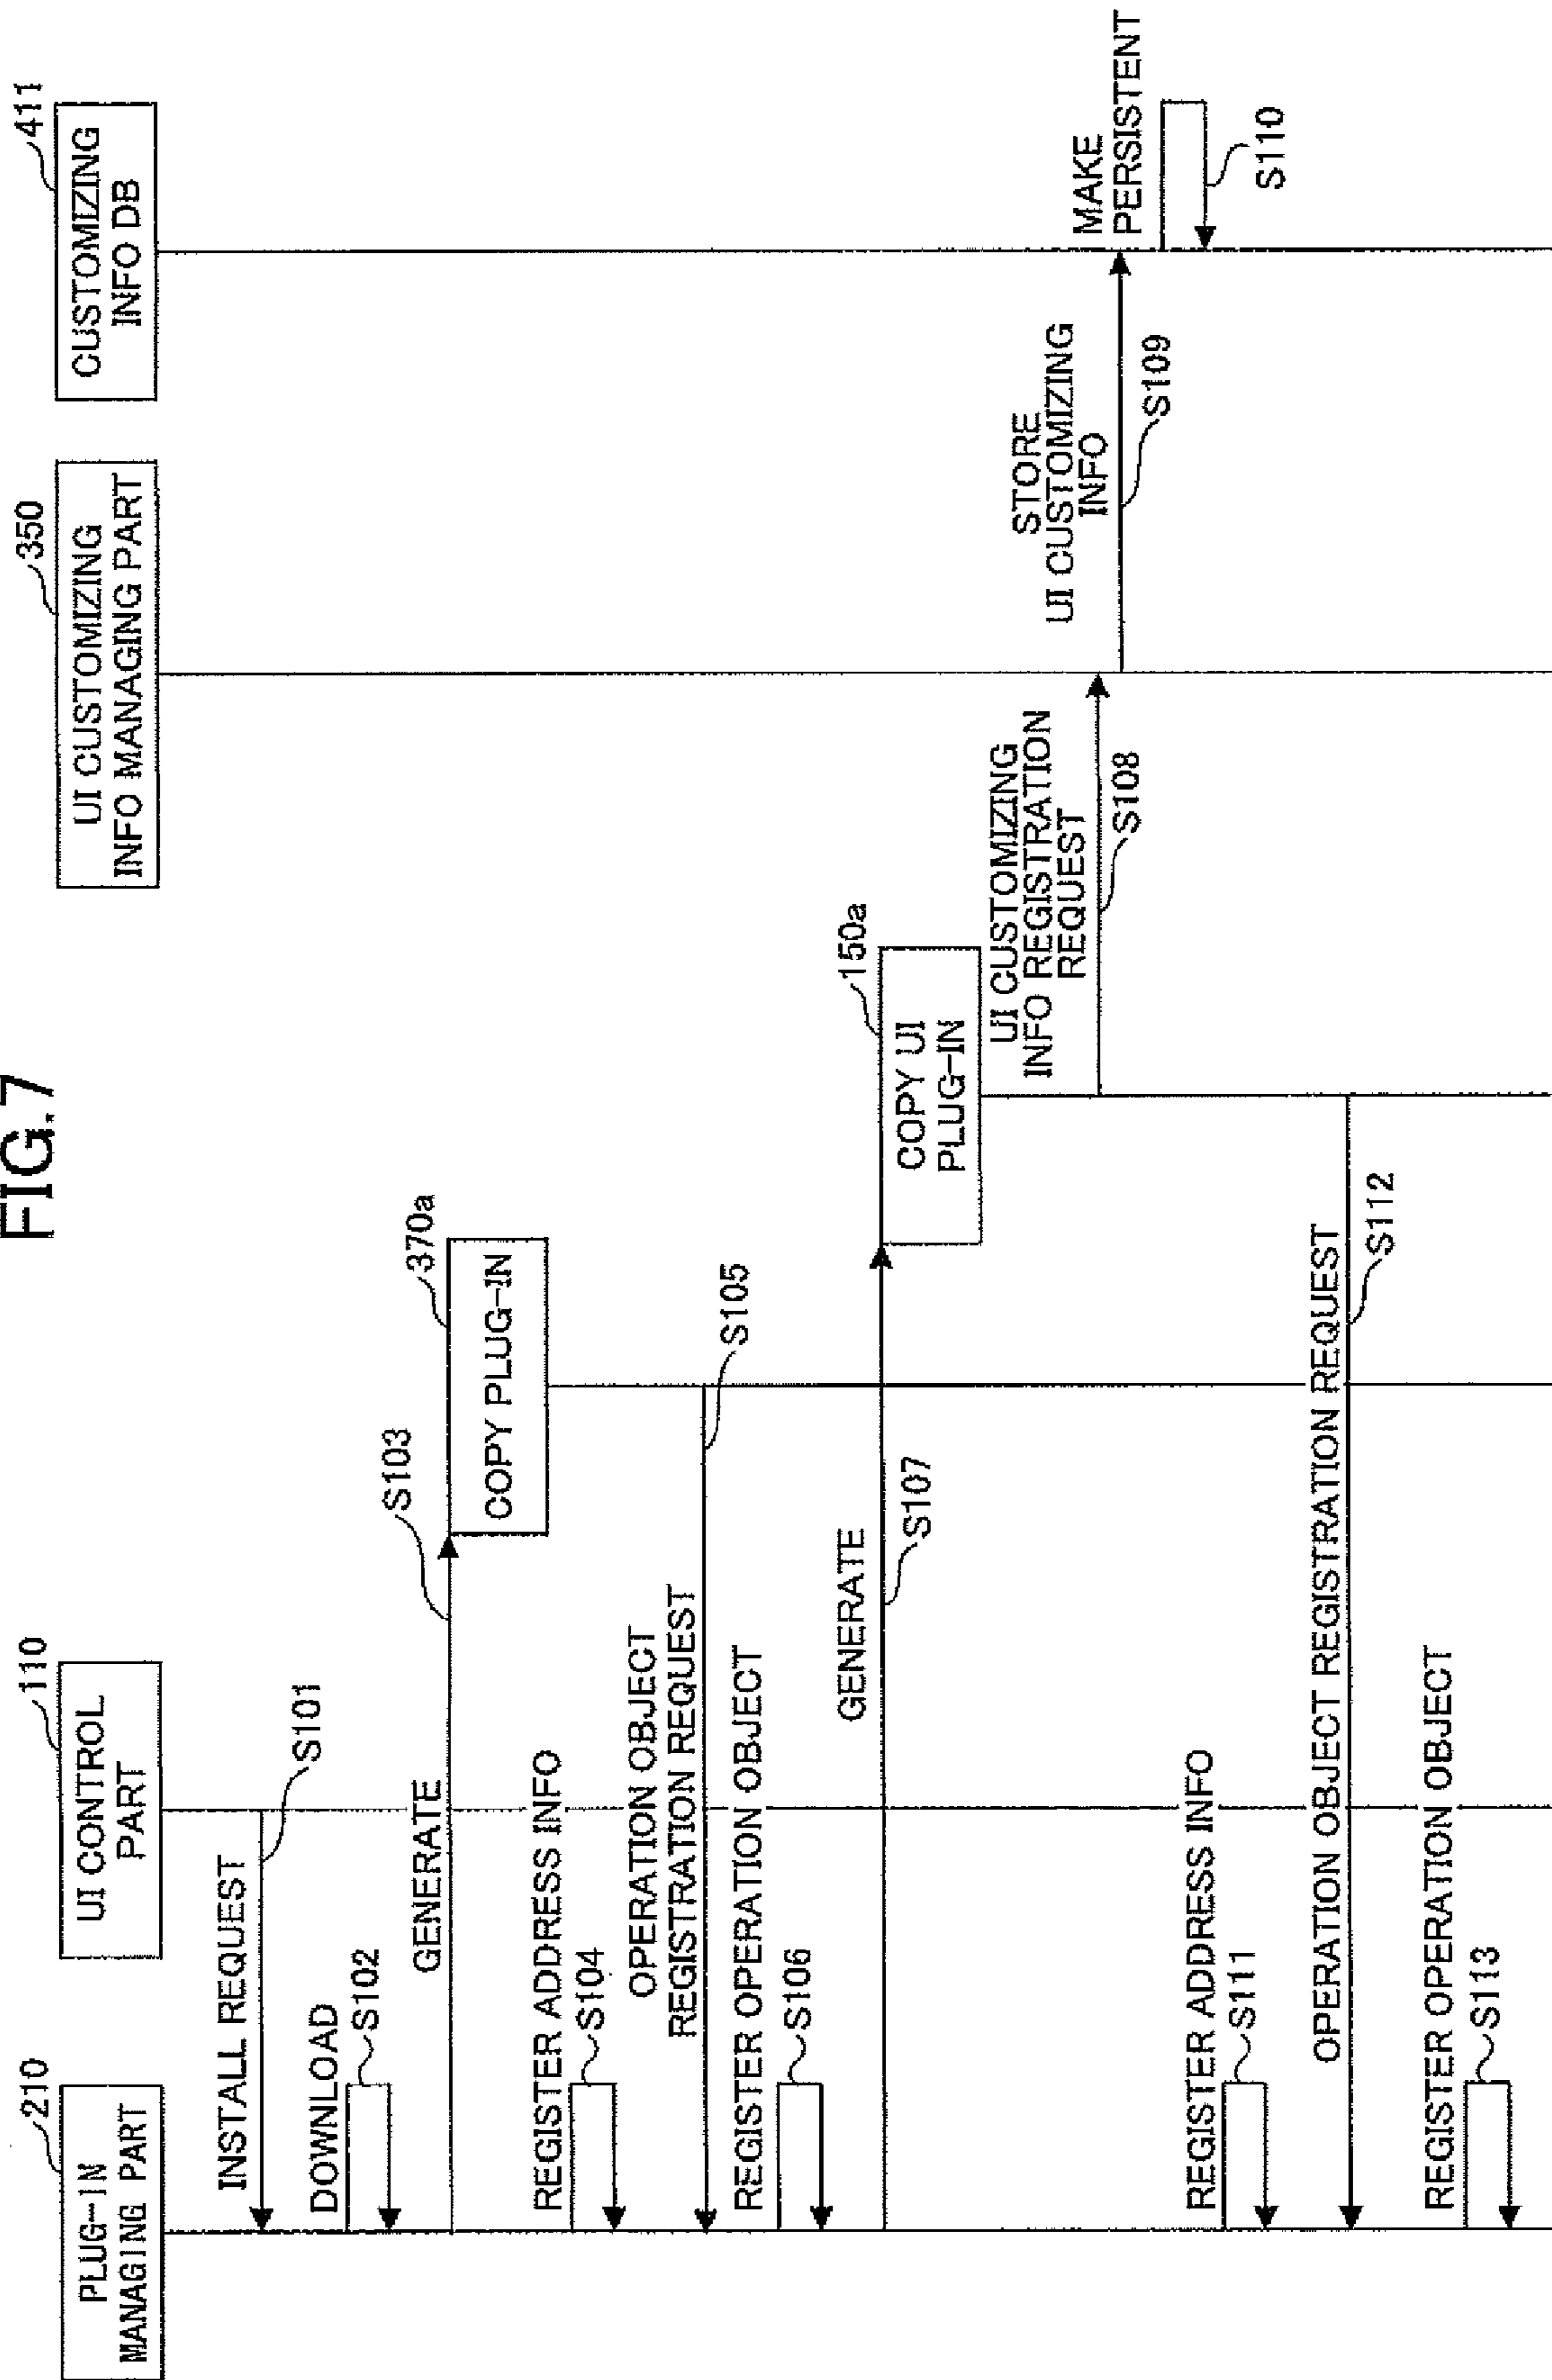 FIG.7
210
PLUG-IN
MANAGING PART
110
UI CONTROL
PART
370a
COPY PLUG-IN
150a
COPY UI
PLUG-IN
350
UI CUSTOMIZING
INFO MANAGING PART
411
CUSTOMIZING
INFO DB
INSTALL REQUEST
S101
DOWNLOAD
S102
GENERATE
S103
REGISTER ADDRESS INFO
S104
OPERATION OBJECT
REGISTRATION REQUEST
S105
REGISTER OPERATION OBJECT
S106
GENERATE
S107
UI CUSTOMIZING
INFO REGISTRATION
REQUEST
S108
STORE
UI CUSTOMIZING
INFO
S109
MAKE
PERSISTENT
S110
REGISTER ADDRESS INFO
S111
OPERATION OBJECT REGISTRATION REQUEST
S112
REGISTER OPERATION OBJECT
S113